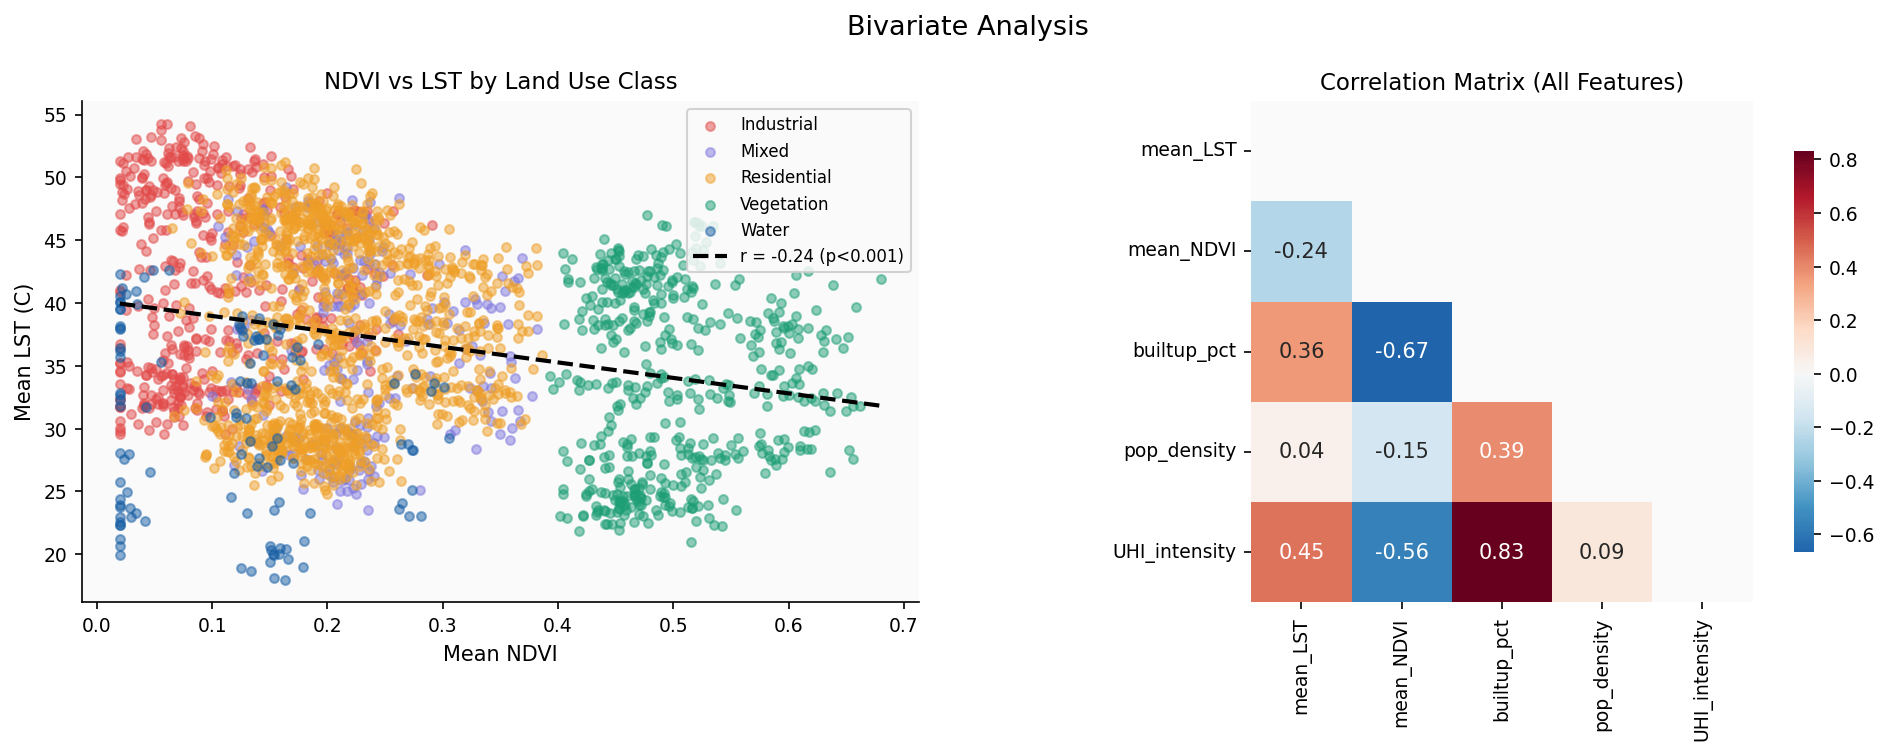 Bivariate Analysis
NDVI vs LST by Land Use Class
55
50
45
40
35
30
25
20
Mean LST (C)
0.0 0.1 0.2 0.3 0.4 0.5 0.6 0.7
Mean NDVI
Industrial
Mixed
Residential
Vegetation
Water
r = -0.24 (p<0.001)
Correlation Matrix (All Features)
mean_LST
mean_NDVI -0.24
builtup_pct 0.36 -0.67
pop_density 0.04 -0.15 0.39
UHI_intensity 0.45 -0.56 0.83 0.09
mean_LST
mean_NDVI
builtup_pct
pop_density
UHI_intensity
0.8
0.6
0.4
0.2
0.0
−0.2
−0.4
−0.6